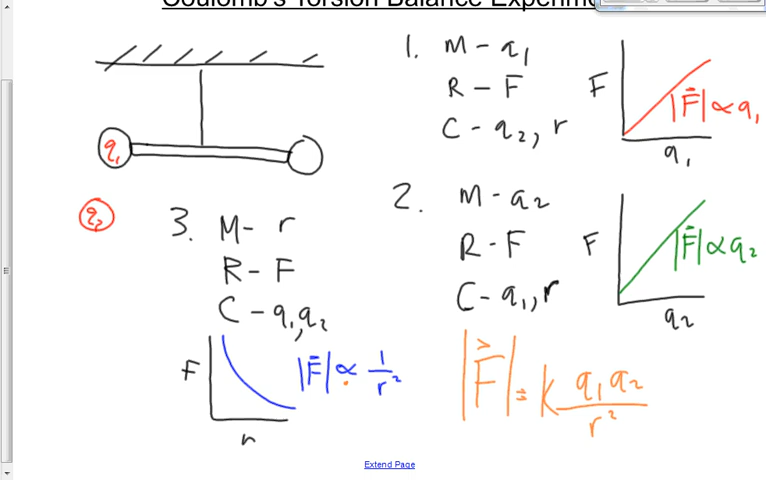 Coulomb's Torsion Balance Experime
q₁
q₂
1. M - q₁
R - F
C - q₂, r
F
|F⃗| ∝ q₁
q₁
2. M - q₂
R - F
C - q₁, r
F
|F⃗| ∝ q₂
q₂
3. M - r
R - F
C - q₁, q₂
F
|F⃗| ∝ 1/r²
r
|F⃗| = k q₁q₂/r²
Extend Page